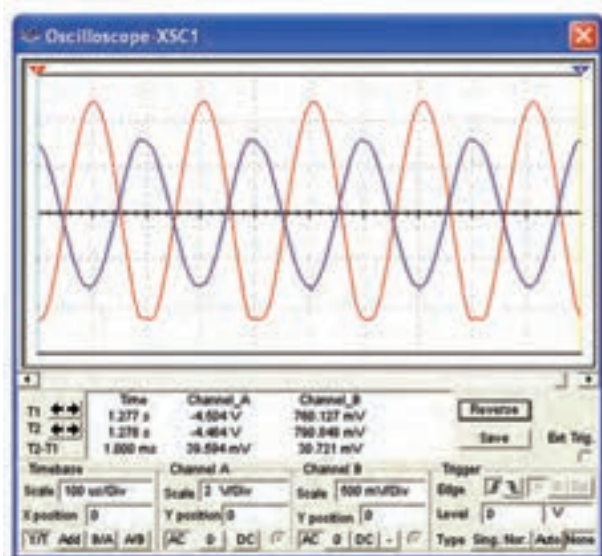 Oscilloscope-XSC1
Time Channel_A Channel_B
T1 1.277 s -4.504 V 760.127 mV
T2 1.278 s -4.464 V 790.848 mV
T2-T1 1.000 ms 39.594 mV 30.721 mV
Reverse
Save
Ext Trig.
Timebase Channel A Channel B Trigger
Scale 100 us/Div Scale 2 V/Div Scale 500 mV/Div Edge
X position 0 Y position 0 Y position 0 Level 0 V
Y/T Add B/A A/B AC 0 DC AC 0 DC - Type Sing. Nor. Auto None